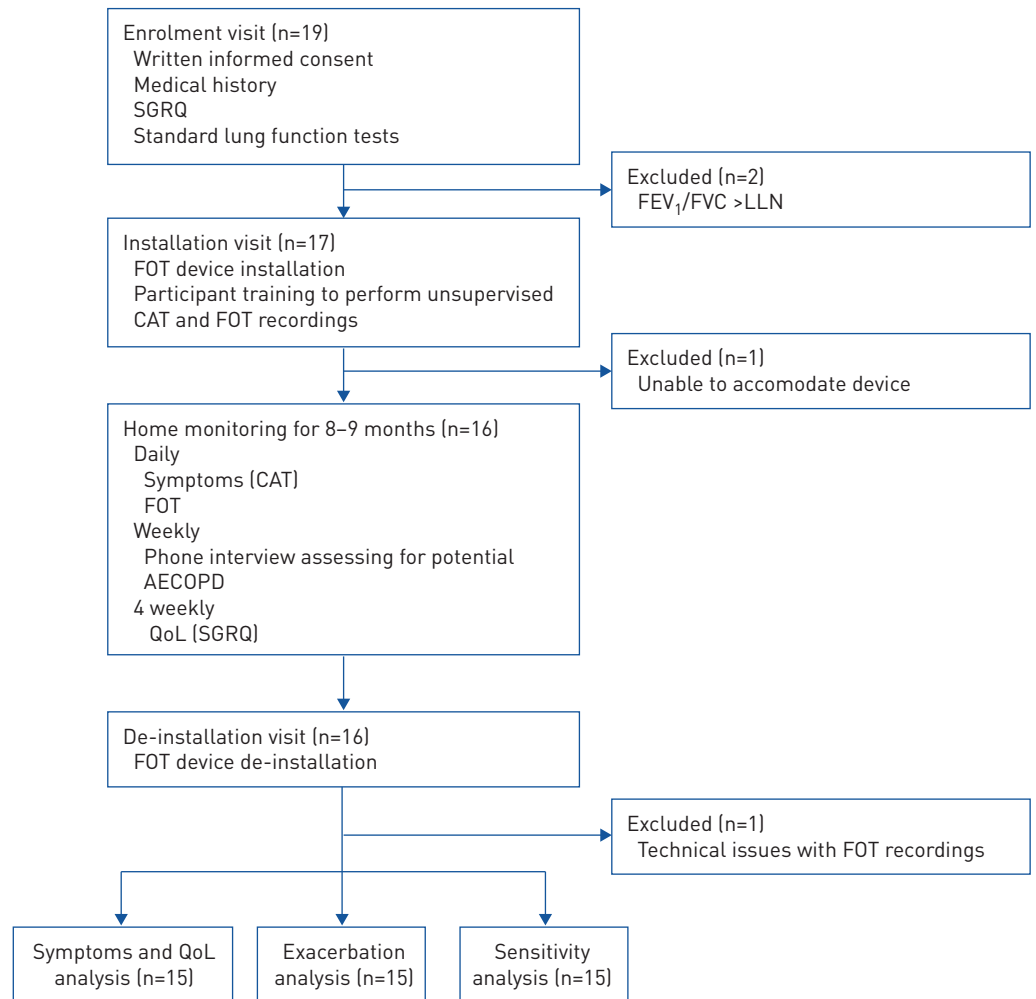 Enrolment visit (n=19)
Written informed consent
Medical history
SGRQ
Standard lung function tests
Excluded (n=2)
FEV₁/FVC >LLN
Installation visit (n=17)
FOT device installation
Participant training to perform unsupervised
CAT and FOT recordings
Excluded (n=1)
Unable to accomodate device
Home monitoring for 8–9 months (n=16)
Daily
Symptoms (CAT)
FOT
Weekly
Phone interview assessing for potential
AECOPD
4 weekly
QoL (SGRQ)
De-installation visit (n=16)
FOT device de-installation
Excluded (n=1)
Technical issues with FOT recordings
Symptoms and QoL
analysis (n=15)
Exacerbation
analysis (n=15)
Sensitivity
analysis (n=15)